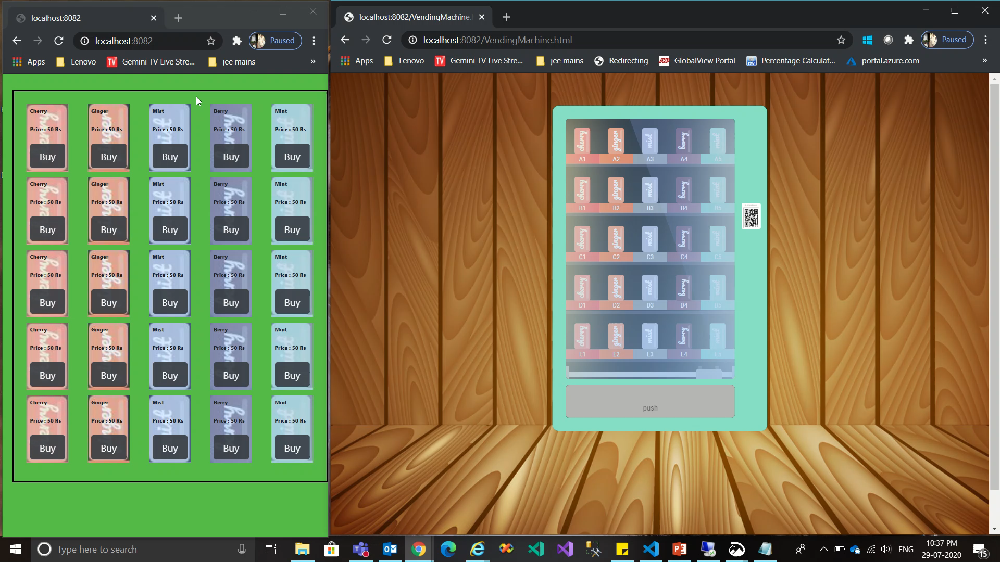 localhost:8082
localhost:8082
Paused
Apps
Lenovo
TV
Gemini TV Live Stre...
jee mains
»
Cherry Ginger Mist Berry Mint
Price : 50 Rs Price : 50 Rs Price : 50 Rs Price : 50 Rs Price : 50 Rs
Buy Buy Buy Buy Buy
Cherry Ginger Mist Berry Mint
Price : 50 Rs Price : 50 Rs Price : 50 Rs Price : 50 Rs Price : 50 Rs
Buy Buy Buy Buy Buy
Cherry Ginger Mist Berry Mint
Price : 50 Rs Price : 50 Rs Price : 50 Rs Price : 50 Rs Price : 50 Rs
Buy Buy Buy Buy Buy
Cherry Ginger Mist Berry Mint
Price : 50 Rs Price : 50 Rs Price : 50 Rs Price : 50 Rs Price : 50 Rs
Buy Buy Buy Buy Buy
Cherry Ginger Mist Berry Mint
Price : 50 Rs Price : 50 Rs Price : 50 Rs Price : 50 Rs Price : 50 Rs
Buy Buy Buy Buy Buy
localhost:8082/VendingMachine.
localhost:8082/VendingMachine.html
Paused
Apps
Lenovo
TV
Gemini TV Live Stre...
jee mains
Redirecting
ADP
GlobalView Portal
DW
Percentage Calculat...
portal.azure.com
»
cherry ginger mist berry mint
A1 A2 A3 A4 A5
cherry ginger mist berry mint
B1 B2 B3 B4 B5
cherry ginger mist berry mint
C1 C2 C3 C4 C5
cherry ginger mist berry mint
D1 D2 D3 D4 D5
cherry ginger mist berry mint
E1 E2 E3 E4 E5
push
Type here to search
ENG
10:37 PM
29-07-2020
15